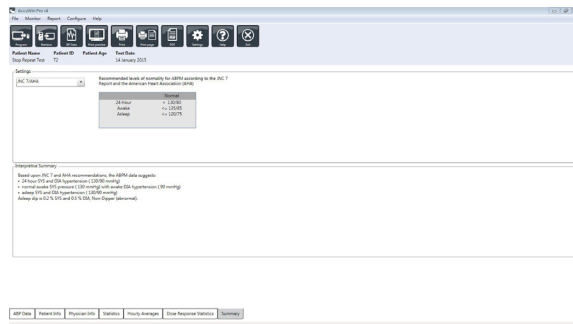 AccuWin Pro v4
File Monitor Report Configure Help
Program Retrieve BP Data Print preview Print Print page PDF Settings Help Exit
Patient Name Patient ID Patient Age Test Date
Stop Repeat Test T2 14 January 2015
Settings
JNC 7/AHA
Recommended levels of normality for ABPM according to the JNC 7
Report and the American Heart Association (AHA)
Normal
24-Hour < 130/80
Awake <= 135/85
Asleep <= 120/75
Interpretive Summary
Based upon JNC 7 and AHA recommendations, the ABPM data suggests:
• 24 hour SYS and DIA hypertension ( 130/90 mmHg)
• normal awake SYS pressure ( 130 mmHg) with awake DIA hypertension ( 90 mmHg)
• asleep SYS and DIA hypertension ( 130/90 mmHg)
Asleep dip is 0.2 % SYS and 0.5 % DIA, Non-Dipper (abnormal).
ABP Data Patient Info Physician Info Statistics Hourly Averages Dose Response Statistics Summary